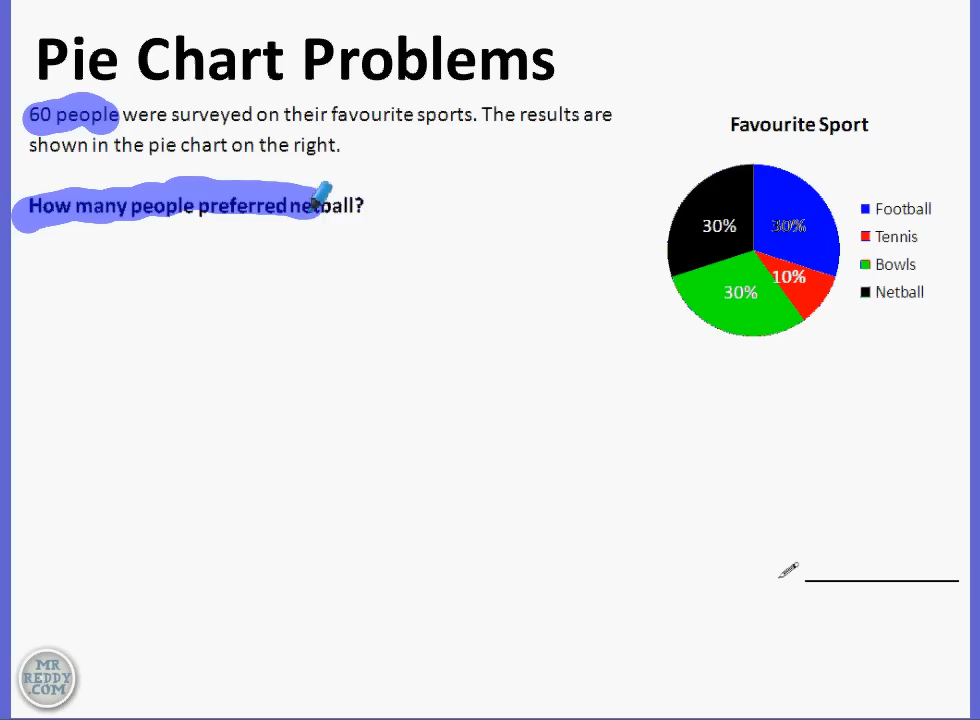 Pie Chart Problems
60 people were surveyed on their favourite sports. The results are
shown in the pie chart on the right.
How many people preferred netball?
Favourite Sport
30%
30%
10%
30%
Football
Tennis
Bowls
Netball
MR
REDDY
.COM